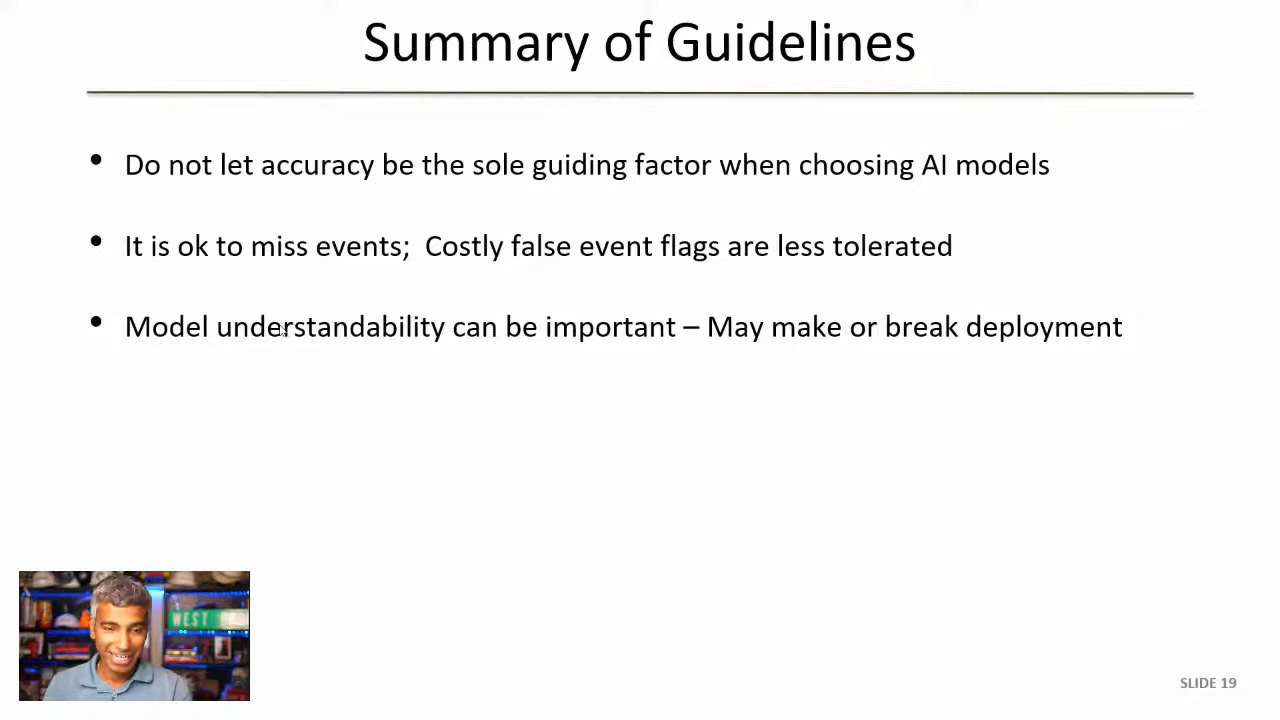 Summary of Guidelines
• Do not let accuracy be the sole guiding factor when choosing AI models
• It is ok to miss events;  Costly false event flags are less tolerated
• Model understandability can be important – May make or break deployment
WEST
SLIDE 19